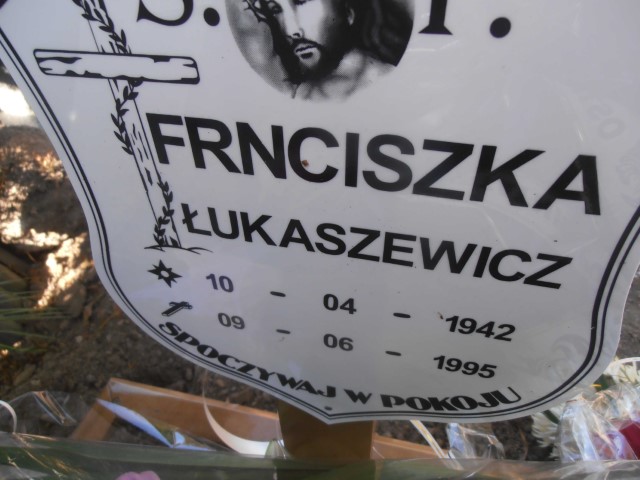 Ś. P.
FRNCISZKA
ŁUKASZEWICZ
10 - 04 - 1942
09 - 06 - 1995
SPOCZYWAJ W POKOJU